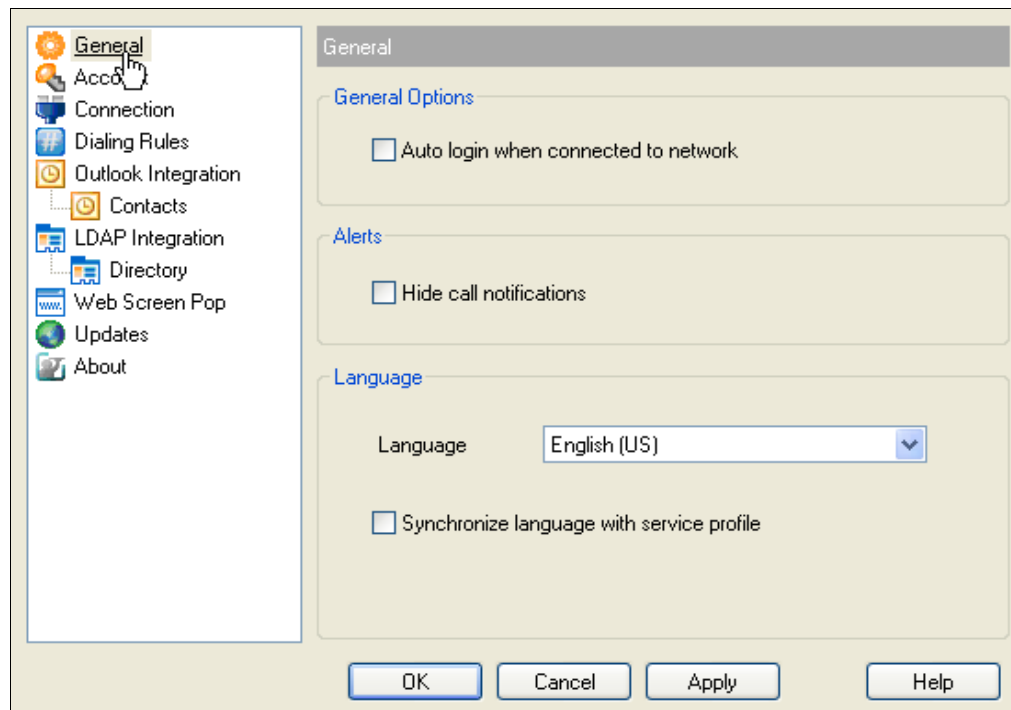 General
Account
Connection
Dialing Rules
Outlook Integration
Contacts
LDAP Integration
Directory
www.
Web Screen Pop
Updates
About
General
General Options
Auto login when connected to network
Alerts
Hide call notifications
Language
Language
English (US)
Synchronize language with service profile
OK
Cancel
Apply
Help